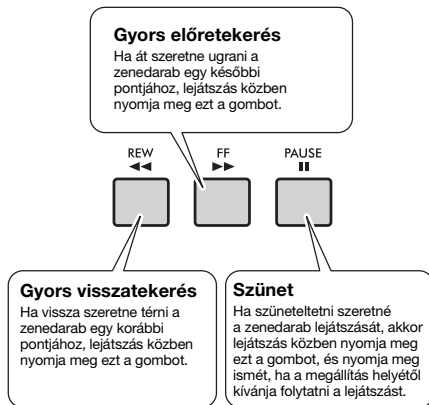 Gyors előretekerés
Ha át szeretne ugrani a
zenedarab egy későbbi
pontjához, lejátszás közben
nyomja meg ezt a gombot.
REW
FF
PAUSE
Gyors visszatekerés
Ha vissza szeretne térni a
zenedarab egy korábbi
pontjához, lejátszás közben
nyomja meg ezt a gombot.
Szünet
Ha szüneteltetni szeretné
a zenedarab lejátszását, akkor
lejátszás közben nyomja meg
ezt a gombot, és nyomja meg
ismét, ha a megállítás helyétől
kívánja folytatni a lejátszást.